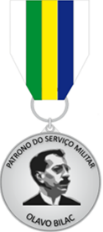 PATRONO DO SERVIÇO MILITAR
OLAVO BILAC